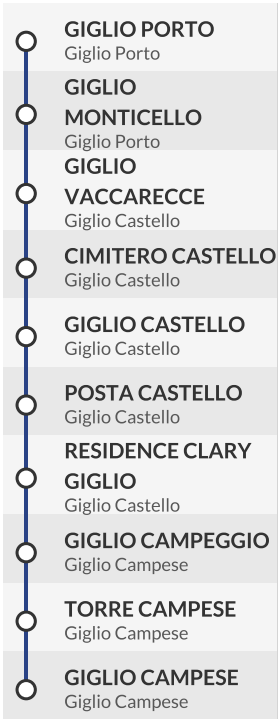 GIGLIO PORTO
Giglio Porto
GIGLIO
MONTICELLO
Giglio Porto
GIGLIO
VACCARECCE
Giglio Castello
CIMITERO CASTELLO
Giglio Castello
GIGLIO CASTELLO
Giglio Castello
POSTA CASTELLO
Giglio Castello
RESIDENCE CLARY
GIGLIO
Giglio Castello
GIGLIO CAMPEGGIO
Giglio Campese
TORRE CAMPESE
Giglio Campese
GIGLIO CAMPESE
Giglio Campese